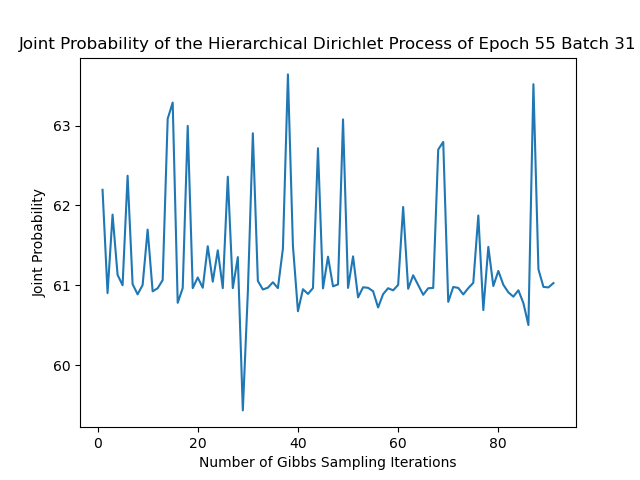 Joint Probability of the Hierarchical Dirichlet Process of Epoch 55 Batch 31
63
62
61
60
Joint Probability
0 20 40 60 80
Number of Gibbs Sampling Iterations